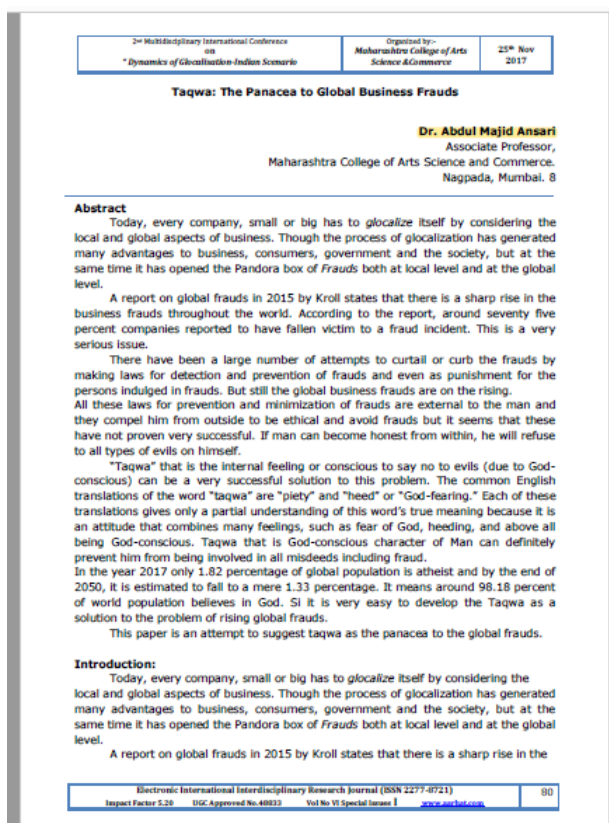 2nd Multidisciplinary International Conference
on
" Dynamics of Glocalisation-Indian Scenario
Organized by:-
Maharashtra College of Arts
Science &Commerce
25th Nov
2017
Taqwa: The Panacea to Global Business Frauds
Dr. Abdul Majid Ansari
Associate Professor,
Maharashtra College of Arts Science and Commerce.
Nagpada, Mumbai. 8
Abstract
Today, every company, small or big has to glocalize itself by considering the
local and global aspects of business. Though the process of glocalization has generated
many advantages to business, consumers, government and the society, but at the
same time it has opened the Pandora box of Frauds both at local level and at the global
level.
A report on global frauds in 2015 by Kroll states that there is a sharp rise in the
business frauds throughout the world. According to the report, around seventy five
percent companies reported to have fallen victim to a fraud incident. This is a very
serious issue.
There have been a large number of attempts to curtail or curb the frauds by
making laws for detection and prevention of frauds and even as punishment for the
persons indulged in frauds. But still the global business frauds are on the rising.
All these laws for prevention and minimization of frauds are external to the man and
they compel him from outside to be ethical and avoid frauds but it seems that these
have not proven very successful. If man can become honest from within, he will refuse
to all types of evils on himself.
"Taqwa" that is the internal feeling or conscious to say no to evils (due to God-
conscious) can be a very successful solution to this problem. The common English
translations of the word "taqwa" are "piety" and "heed" or "God-fearing." Each of these
translations gives only a partial understanding of this word's true meaning because it is
an attitude that combines many feelings, such as fear of God, heeding, and above all
being God-conscious. Taqwa that is God-conscious character of Man can definitely
prevent him from being involved in all misdeeds including fraud.
In the year 2017 only 1.82 percentage of global population is atheist and by the end of
2050, it is estimated to fall to a mere 1.33 percentage. It means around 98.18 percent
of world population believes in God. Si it is very easy to develop the Taqwa as a
solution to the problem of rising global frauds.
This paper is an attempt to suggest taqwa as the panacea to the global frauds.
Introduction:
Today, every company, small or big has to glocalize itself by considering the
local and global aspects of business. Though the process of glocalization has generated
many advantages to business, consumers, government and the society, but at the
same time it has opened the Pandora box of Frauds both at local level and at the global
level.
A report on global frauds in 2015 by Kroll states that there is a sharp rise in the
Electronic International Interdisciplinary Research Journal (ISSN 2277-8721)
Impact Factor 5.20 UGC Approved No.48833 Vol No VI Special Issues I www.aarhat.com
80